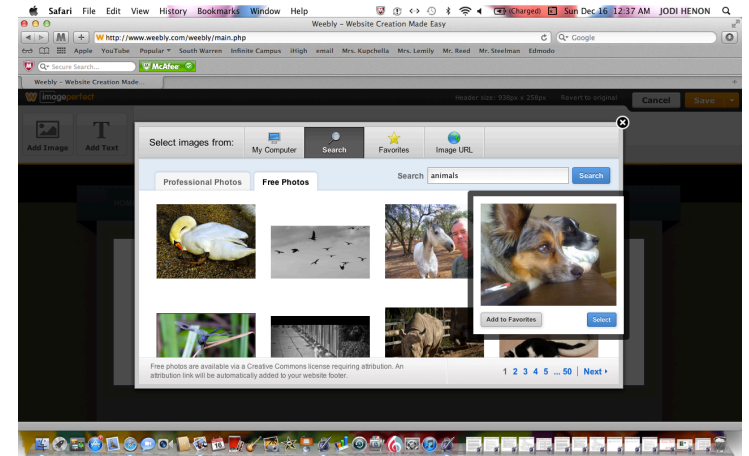 Safari File Edit View History Bookmarks Window Help (Charged) Sun Dec 16 12:37 AM JODI HENON
Weebly – Website Creation Made Easy
W http://www.weebly.com/weebly/main.php Google
Apple YouTube Popular South Warren Infinite Campus iHigh email Mrs. Kupchella Mrs. Lemily Mr. Reed Mr. Steelman Edmodo
Secure Search... McAfee
Weebly – Website Creation Made...
imageperfect Header size: 938px x 258px Revert to original Cancel Save
Add Image Add Text
Select images from: My Computer Search Favorites Image URL
Professional Photos Free Photos Search animals Search
HOME
Add to Favorites Select
Free photos are available via a Creative Commons license requiring attribution. An
attribution link will be automatically added to your website footer.
1 2 3 4 5 ... 50 | Next
16